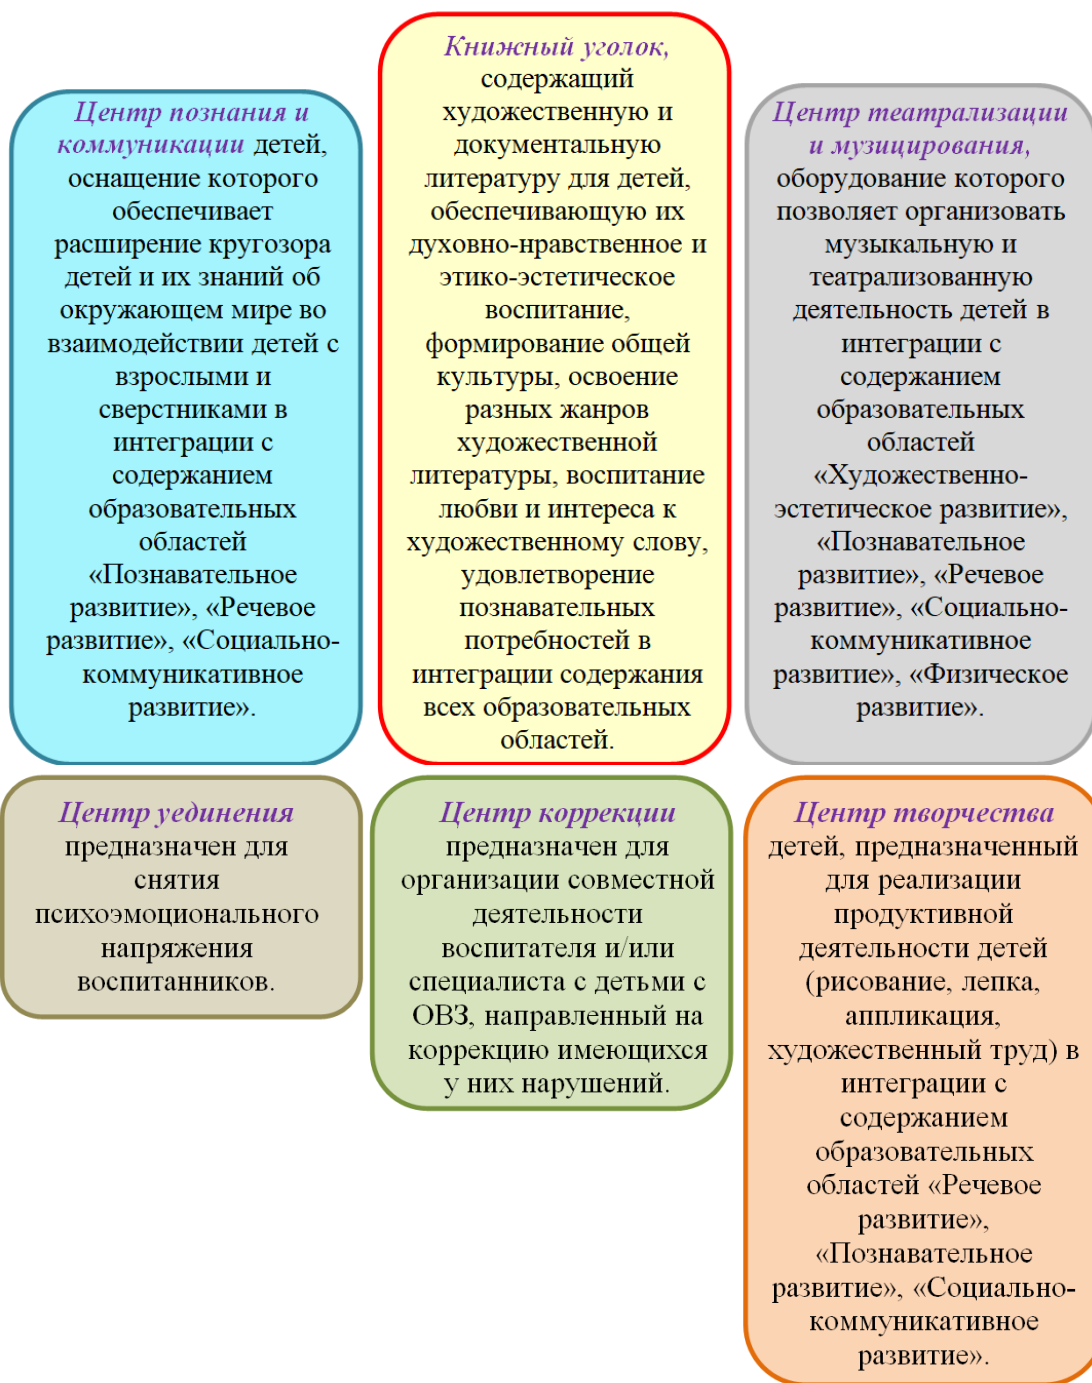 Центр познания и
коммуникации детей,
оснащение которого
обеспечивает
расширение кругозора
детей и их знаний об
окружающем мире во
взаимодействии детей с
взрослыми и
сверстниками в
интеграции с
содержанием
образовательных
областей
«Познавательное
развитие», «Речевое
развитие», «Социально-
коммуникативное
развитие».
Книжный уголок,
содержащий
художественную и
документальную
литературу для детей,
обеспечивающую их
духовно-нравственное и
этико-эстетическое
воспитание,
формирование общей
культуры, освоение
разных жанров
художественной
литературы, воспитание
любви и интереса к
художественному слову,
удовлетворение
познавательных
потребностей в
интеграции содержания
всех образовательных
областей.
Центр театрализации
и музицирования,
оборудование которого
позволяет организовать
музыкальную и
театрализованную
деятельность детей в
интеграции с
содержанием
образовательных
областей
«Художественно-
эстетическое развитие»,
«Познавательное
развитие», «Речевое
развитие», «Социально-
коммуникативное
развитие», «Физическое
развитие».
Центр уединения
предназначен для
снятия
психоэмоционального
напряжения
воспитанников.
Центр коррекции
предназначен для
организации совместной
деятельности
воспитателя и/или
специалиста с детьми с
ОВЗ, направленный на
коррекцию имеющихся
у них нарушений.
Центр творчества
детей, предназначенный
для реализации
продуктивной
деятельности детей
(рисование, лепка,
аппликация,
художественный труд) в
интеграции с
содержанием
образовательных
областей «Речевое
развитие»,
«Познавательное
развитие», «Социально-
коммуникативное
развитие».